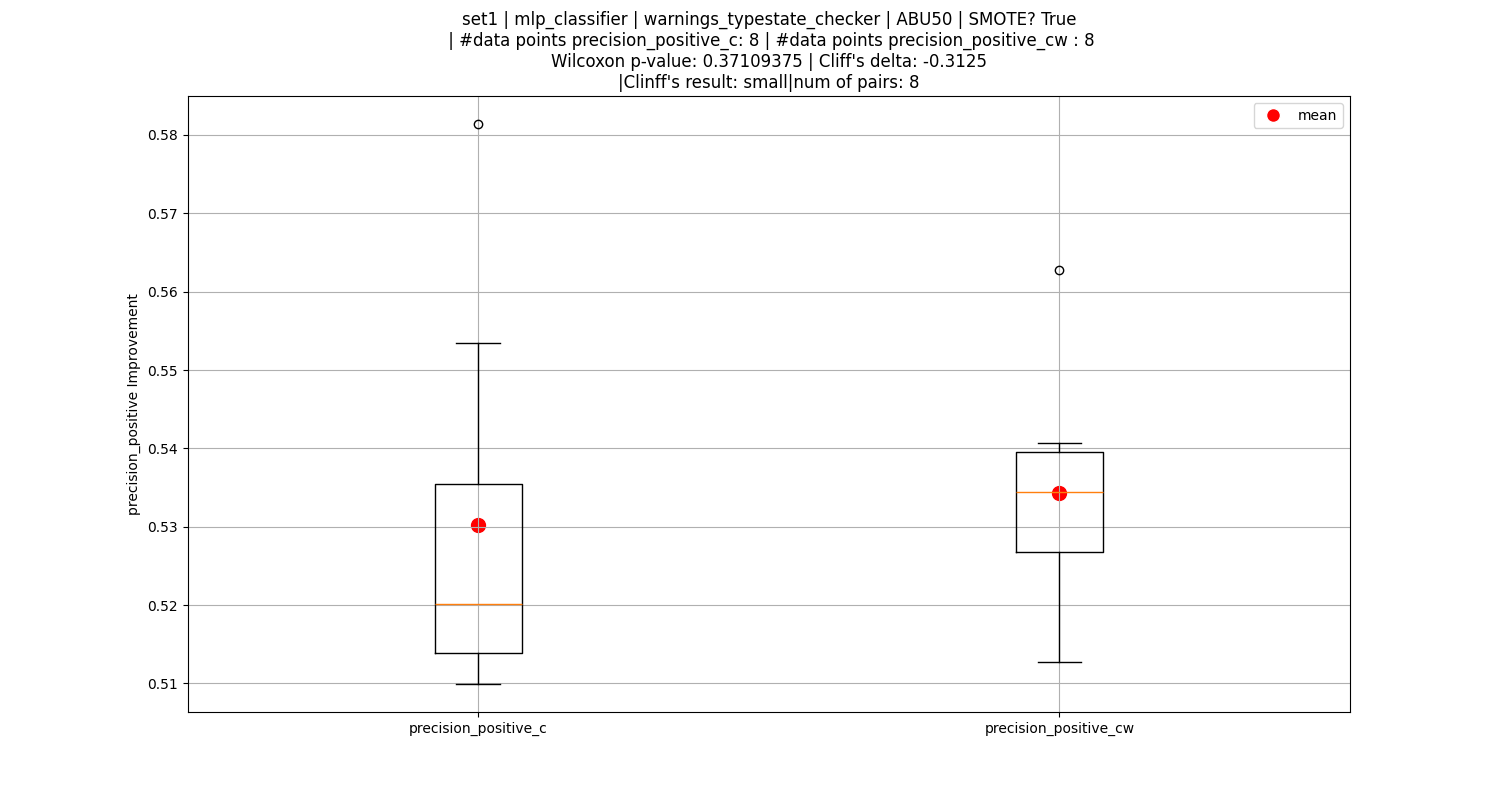 set1 | mlp_classifier | warnings_typestate_checker | ABU50 | SMOTE? True
| #data points precision_positive_c: 8 | #data points precision_positive_cw : 8
Wilcoxon p-value: 0.37109375 | Cliff's delta: -0.3125
|Clinff's result: small|num of pairs: 8
mean
precision_positive Improvement
0.58
0.57
0.56
0.55
0.54
0.53
0.52
0.51
precision_positive_c
precision_positive_cw